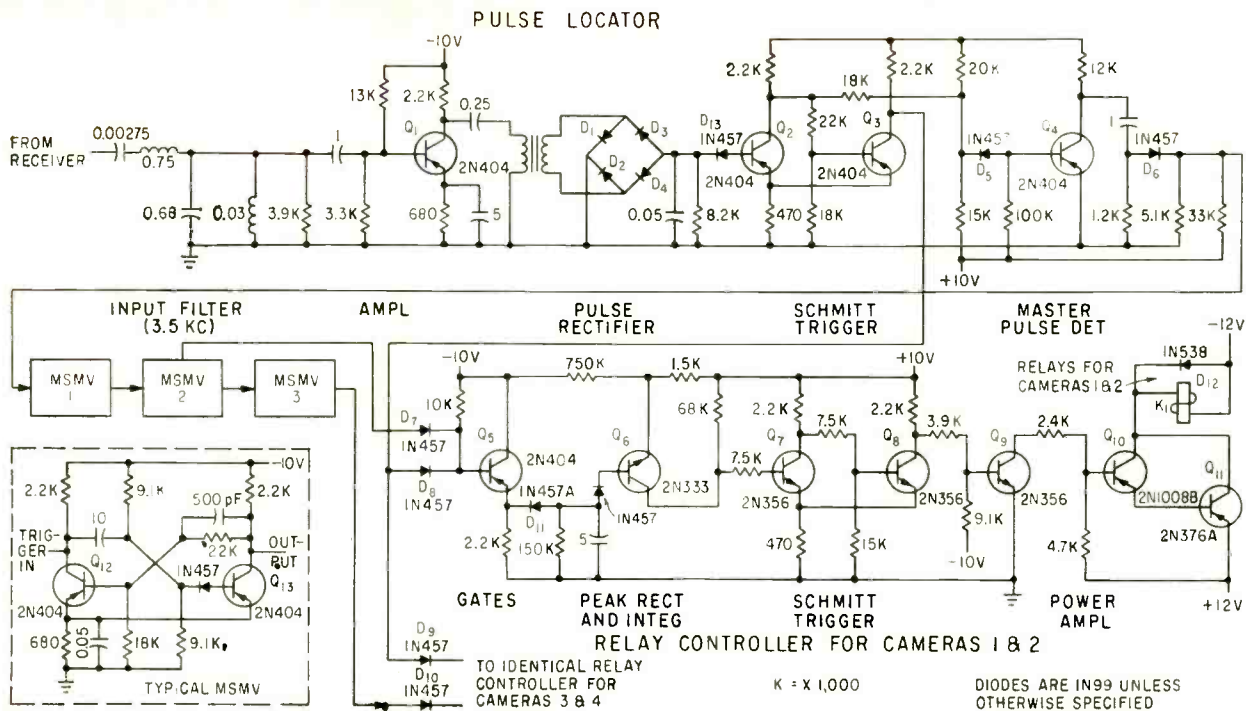 PULSE LOCATOR
-10V
2.2K
2.2K
20K
12K
13K
2.2K
0.25
18K
FROM
RECEIVER
0.00275
0.75
1
Q1
2N404
D1
D3
D2
D4
D13
1N457
Q2
2N404
22K
Q3
2N404
1N457
D5
Q4
2N404
1
1N457
D6
0.68
0.03
3.9K
3.3K
680
5
0.05
8.2K
470
18K
15K
100K
1.2K
5.1K
33K
+10V
INPUT FILTER
(3.5 KC)
AMPL
PULSE
RECTIFIER
SCHMITT
TRIGGER
MASTER
PULSE DET
-12V
MSMV
1
MSMV
2
MSMV
3
-10V
750K
1.5K
+10V
1N538
D12
RELAYS FOR
CAMERAS 1 & 2
K1
10K
D7
1N457
D8
1N457
Q5
2N404
Q6
2N333
68K
2.2K
7.5K
Q7
7.5K
2N356
2.2K
3.9K
Q8
2N356
Q9
2N356
2.4K
Q10
2N1008B
Q11
2N376A
1N457A
D11
1N457
2.2K
150K
5
470
15K
9.1K
-10V
4.7K
+12V
GATES
PEAK RECT
AND INTEG
SCHMITT
TRIGGER
POWER
AMPL
RELAY CONTROLLER FOR CAMERAS 1 & 2
-10V
2.2K
9.1K
500 pF
2.2K
10
22K
TRIG-
GER
IN
Q12
2N404
1N457
OUT-
PUT
Q13
2N404
680
0.05
18K
9.1K
TYPICAL MSMV
D9
1N457
D10
1N457
TO IDENTICAL RELAY
CONTROLLER FOR
CAMERAS 3 & 4
K = X 1,000
DIODES ARE 1N99 UNLESS
OTHERWISE SPECIFIED